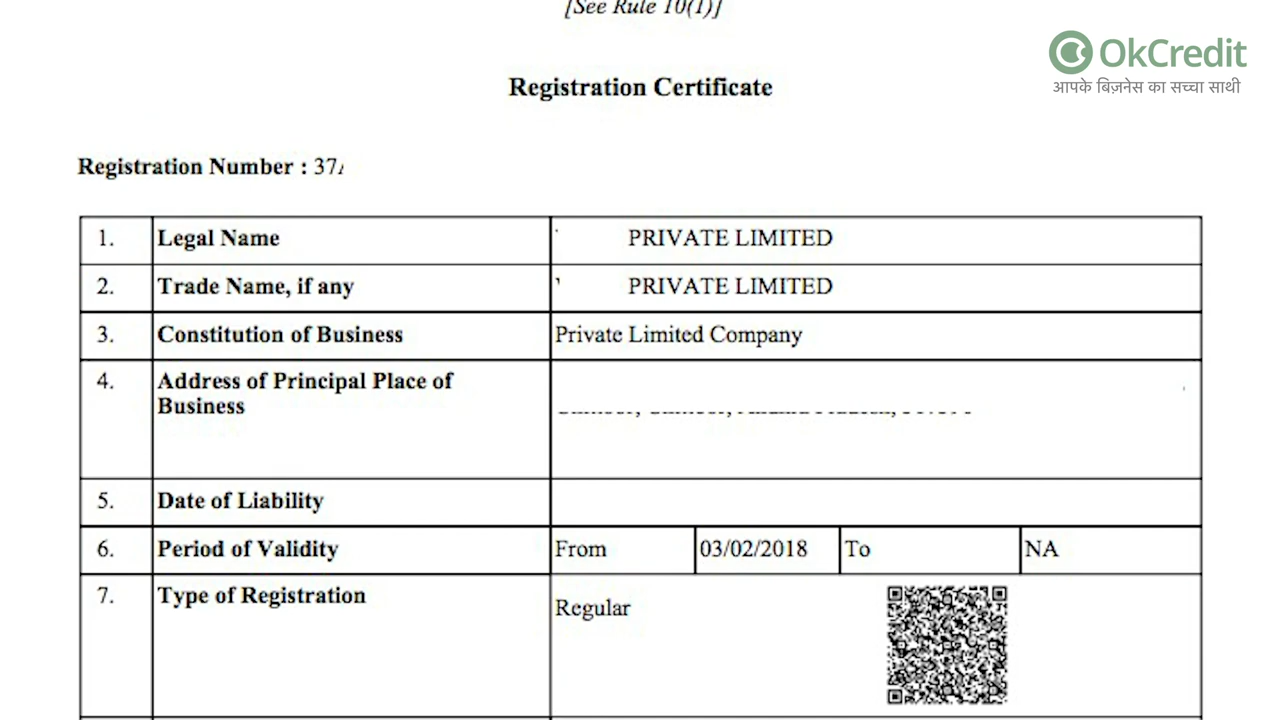 [See Rule 10(1)]
OkCredit
आपके बिज़नेस का सच्चा साथी
Registration Certificate
Registration Number : 37
1. Legal Name PRIVATE LIMITED
2. Trade Name, if any PRIVATE LIMITED
3. Constitution of Business Private Limited Company
4. Address of Principal Place of
Business
5. Date of Liability
6. Period of Validity From 03/02/2018 To NA
7. Type of Registration Regular